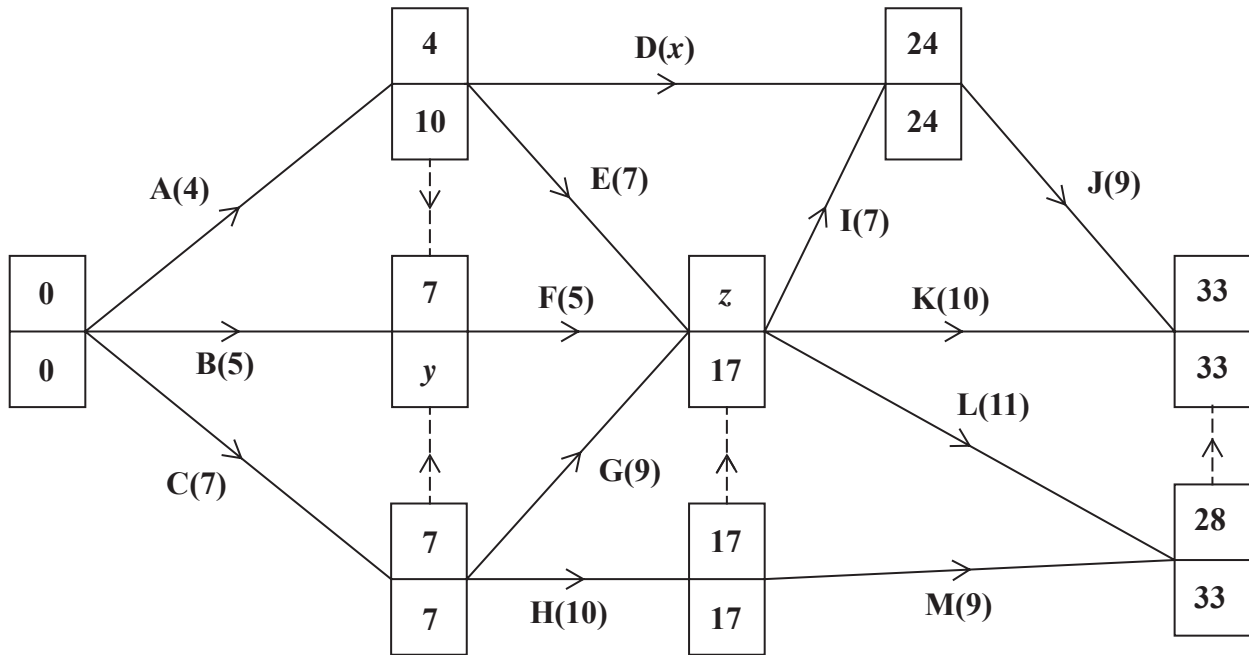 4
D(x)
24
10
24
A(4)
E(7)
I(7)
J(9)
0
7
F(5)
z
K(10)
33
0
B(5)
y
17
33
C(7)
G(9)
L(11)
7
17
28
7
H(10)
17
M(9)
33